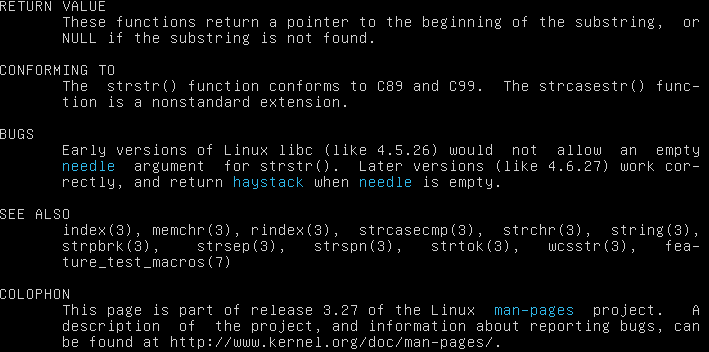 RETURN VALUE
These functions return a pointer to the beginning of the substring, or
NULL if the substring is not found.
CONFORMING TO
The strstr() function conforms to C89 and C99. The strcasestr() func-
tion is a nonstandard extension.
BUGS
Early versions of Linux libc (like 4.5.26) would not allow an empty
needle argument for strstr(). Later versions (like 4.6.27) work cor-
rectly, and return haystack when needle is empty.
SEE ALSO
index(3), memchr(3), rindex(3), strcasecmp(3), strchr(3), string(3),
strpbrk(3), strsep(3), strspn(3), strtok(3), wcsstr(3), fea-
ture_test_macros(7)
COLOPHON
This page is part of release 3.27 of the Linux man-pages project. A
description of the project, and information about reporting bugs, can
be found at http://www.kernel.org/doc/man-pages/.